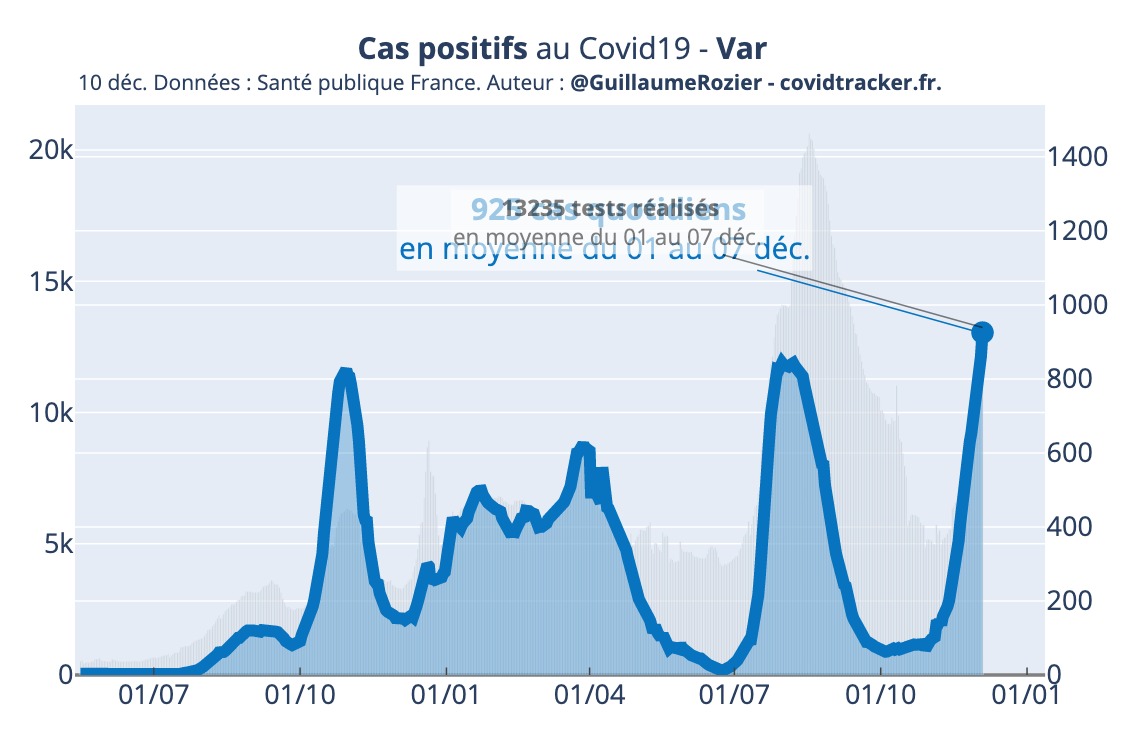 Cas positifs au Covid19 - Var
10 déc. Données : Santé publique France. Auteur : @GuillaumeRozier - covidtracker.fr.
20k
15k
10k
5k
0
1400
1200
1000
800
600
400
200
0
925 cas quotidiens
en moyenne du 01 au 07 déc.
13235 tests réalisés
en moyenne du 01 au 07 déc.
01/07
01/10
01/01
01/04
01/07
01/10
01/01